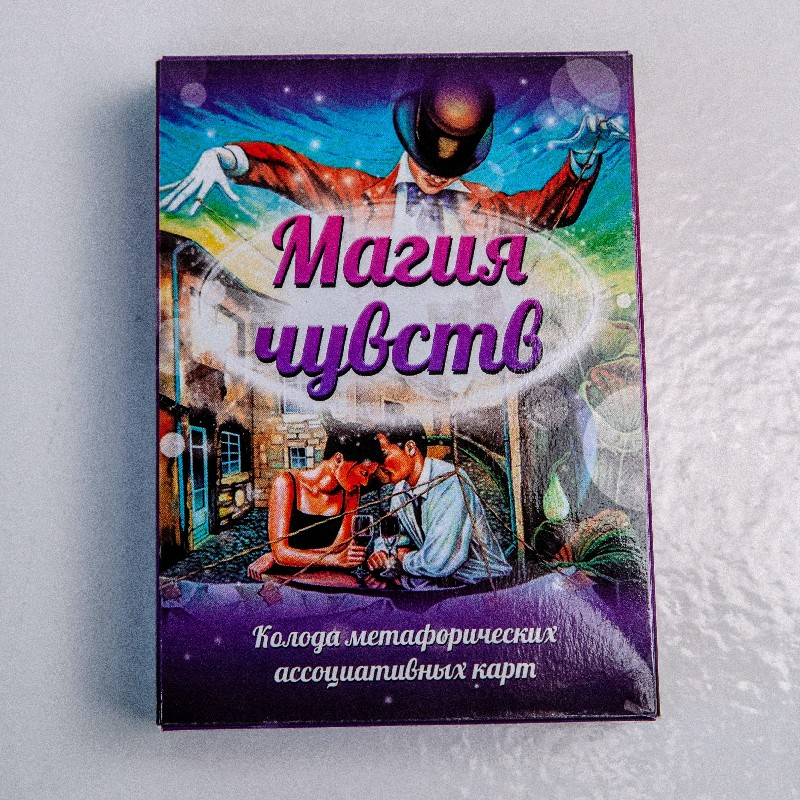 Магия
чувств
Колода метафорических
ассоциативных карт